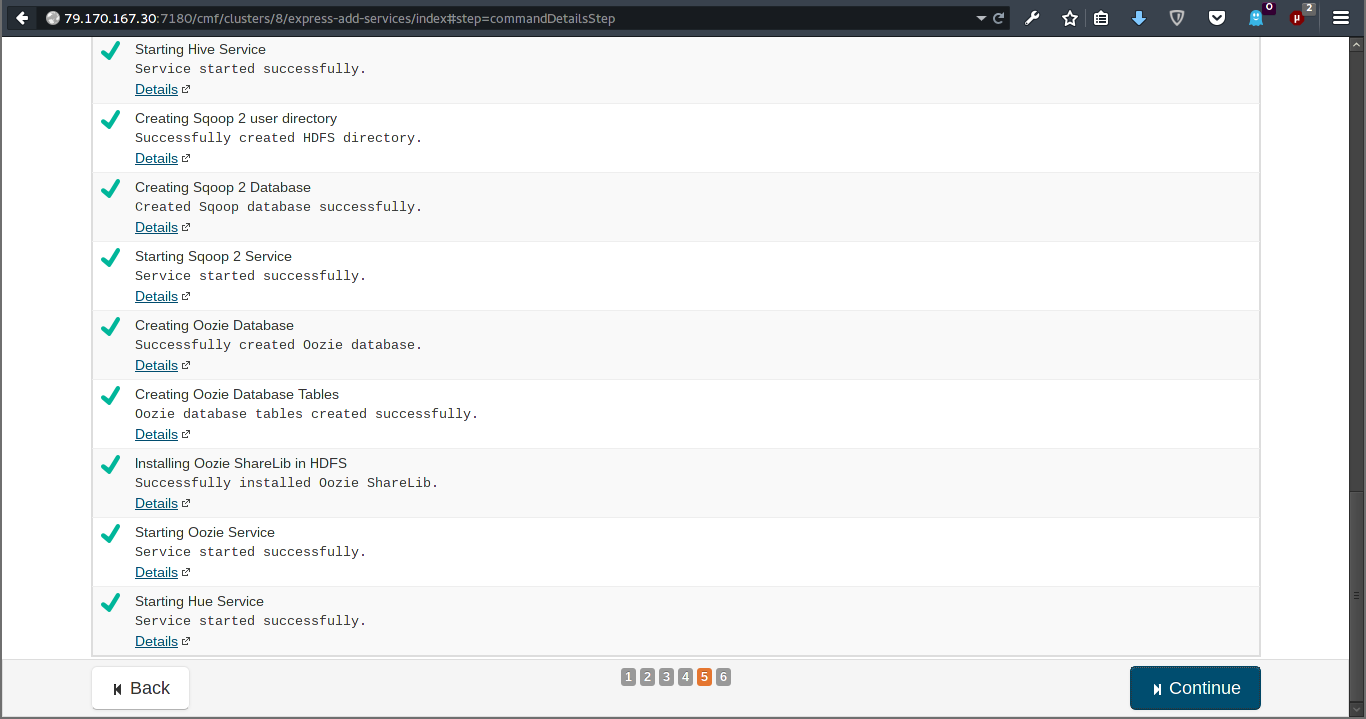 79.170.167.30:7180/cmf/clusters/8/express-add-services/index#step=commandDetailsStep
0
2
Starting Hive Service
Service started successfully.
Details
Creating Sqoop 2 user directory
Successfully created HDFS directory.
Details
Creating Sqoop 2 Database
Created Sqoop database successfully.
Details
Starting Sqoop 2 Service
Service started successfully.
Details
Creating Oozie Database
Successfully created Oozie database.
Details
Creating Oozie Database Tables
Oozie database tables created successfully.
Details
Installing Oozie ShareLib in HDFS
Successfully installed Oozie ShareLib.
Details
Starting Oozie Service
Service started successfully.
Details
Starting Hue Service
Service started successfully.
Details
Back
1 2 3 4 5 6
Continue